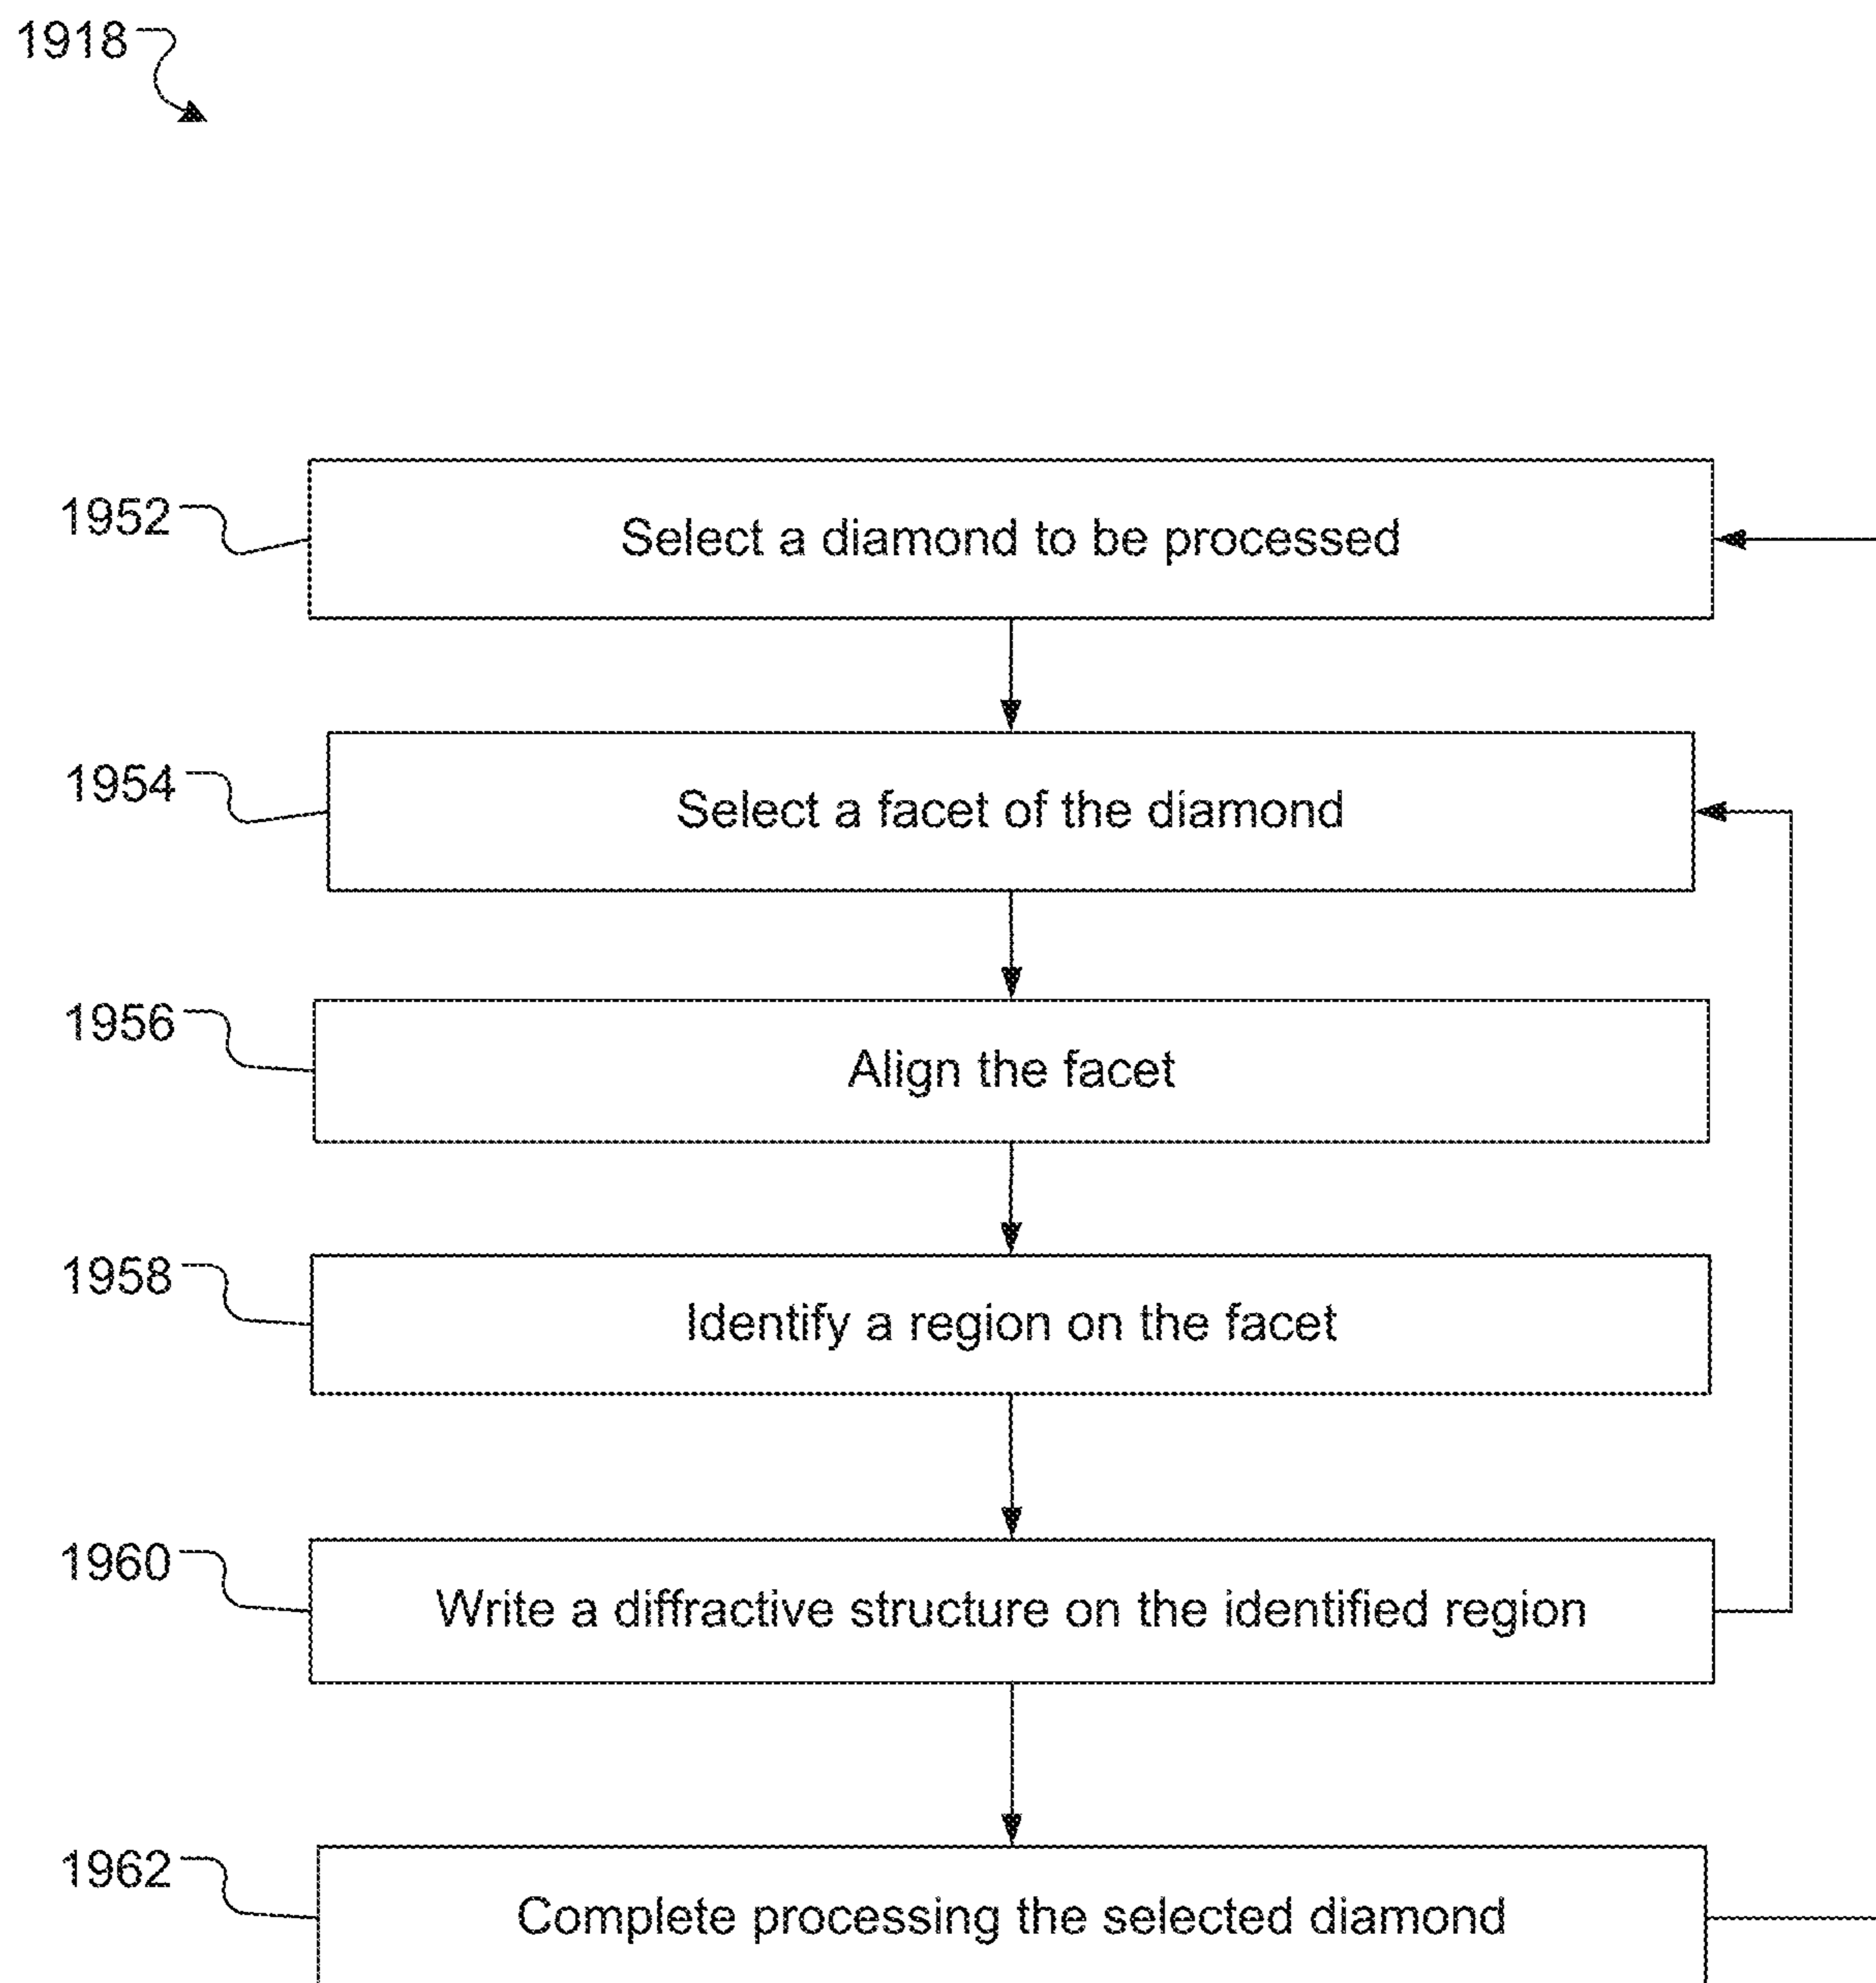 1918
1952
Select a diamond to be processed
1954
Select a facet of the diamond
1956
Align the facet
1958
Identify a region on the facet
1960
Write a diffractive structure on the identified region
1962
Complete processing the selected diamond